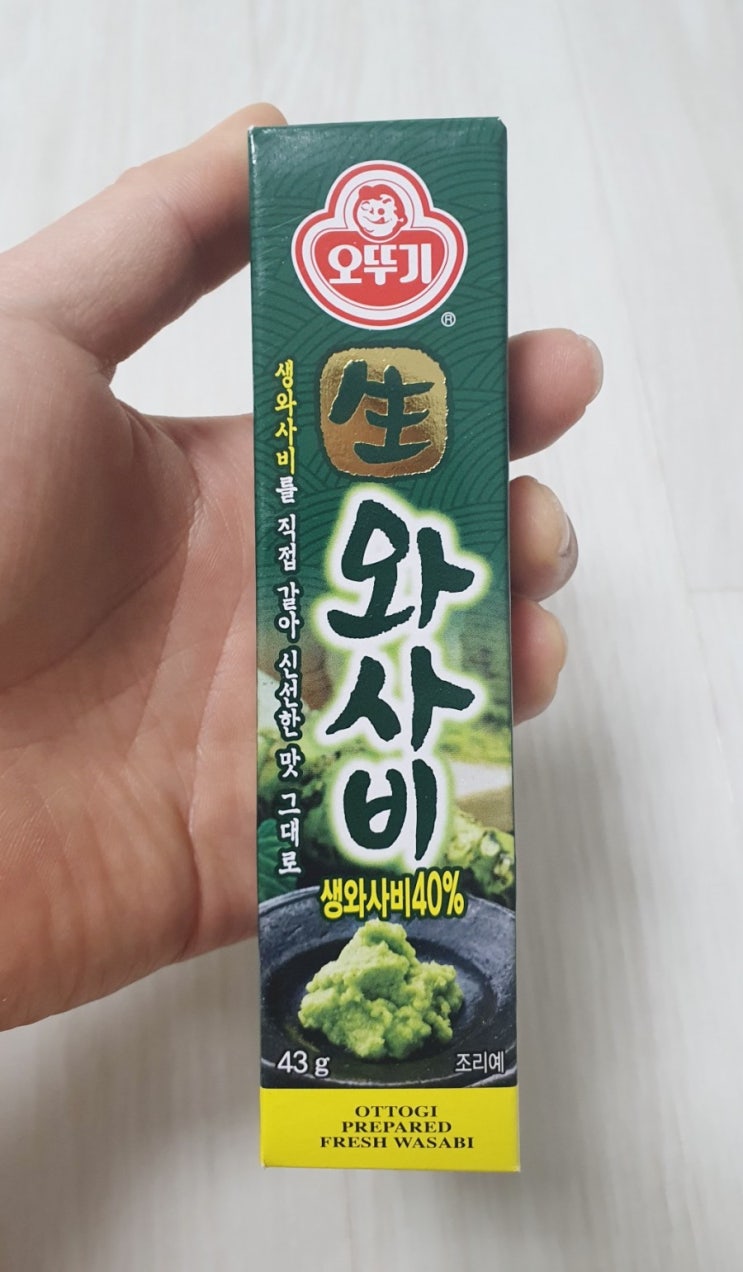 오뚜기
®
生
와사비
생와사비를 직접 갈아 신선한 맛 그대로
생와사비40%
43 g
조리예
OTTOGI
PREPARED
FRESH WASABI